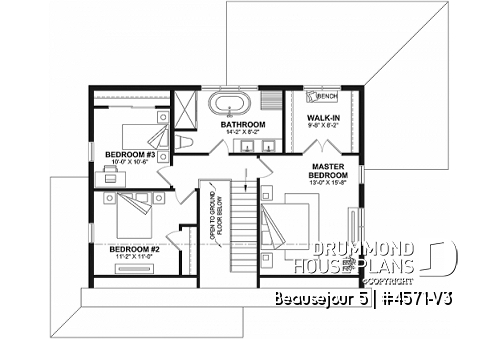 BENCH
WALK-IN
9'-8" X 8'-2"
BATHROOM
14'-2" X 8'-2"
BEDROOM #3
10'-0" X 10'-6"
MASTER
BEDROOM
13'-0" X 15'-8"
OPEN TO GROUND
FLOOR BELOW
BEDROOM #2
11'-2" X 11'-0"
DRUMMOND
HOUSE PLANS
©COPYRIGHT
Beausejour 5 | #4571-V3